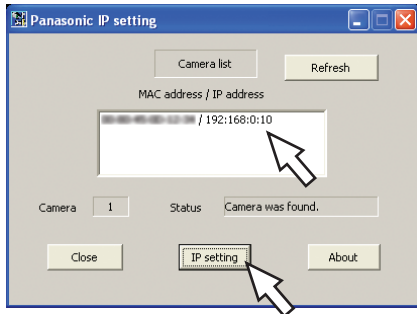 Panasonic IP setting
Camera list
Refresh
MAC address / IP address
/ 192:168:0:10
Camera 1 Status Camera was found.
Close IP setting About